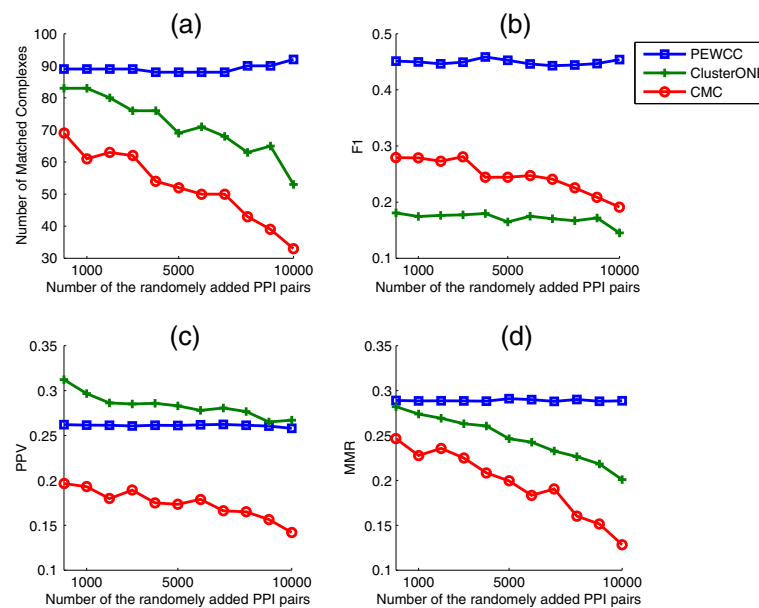 (a)
Number of Matched Complexes
100
90
80
70
60
50
40
30
1000
5000
10000
Number of the randomely added PPI pairs
(b)
F1
0.5
0.4
0.3
0.2
0.1
1000
5000
10000
Number of the randomely added PPI pairs
PEWCC
ClusterONE
CMC
(c)
PPV
0.35
0.3
0.25
0.2
0.15
0.1
1000
5000
10000
Number of the randomely added PPI pairs
(d)
MMR
0.35
0.3
0.25
0.2
0.15
0.1
1000
5000
10000
Number of the randomely added PPI pairs